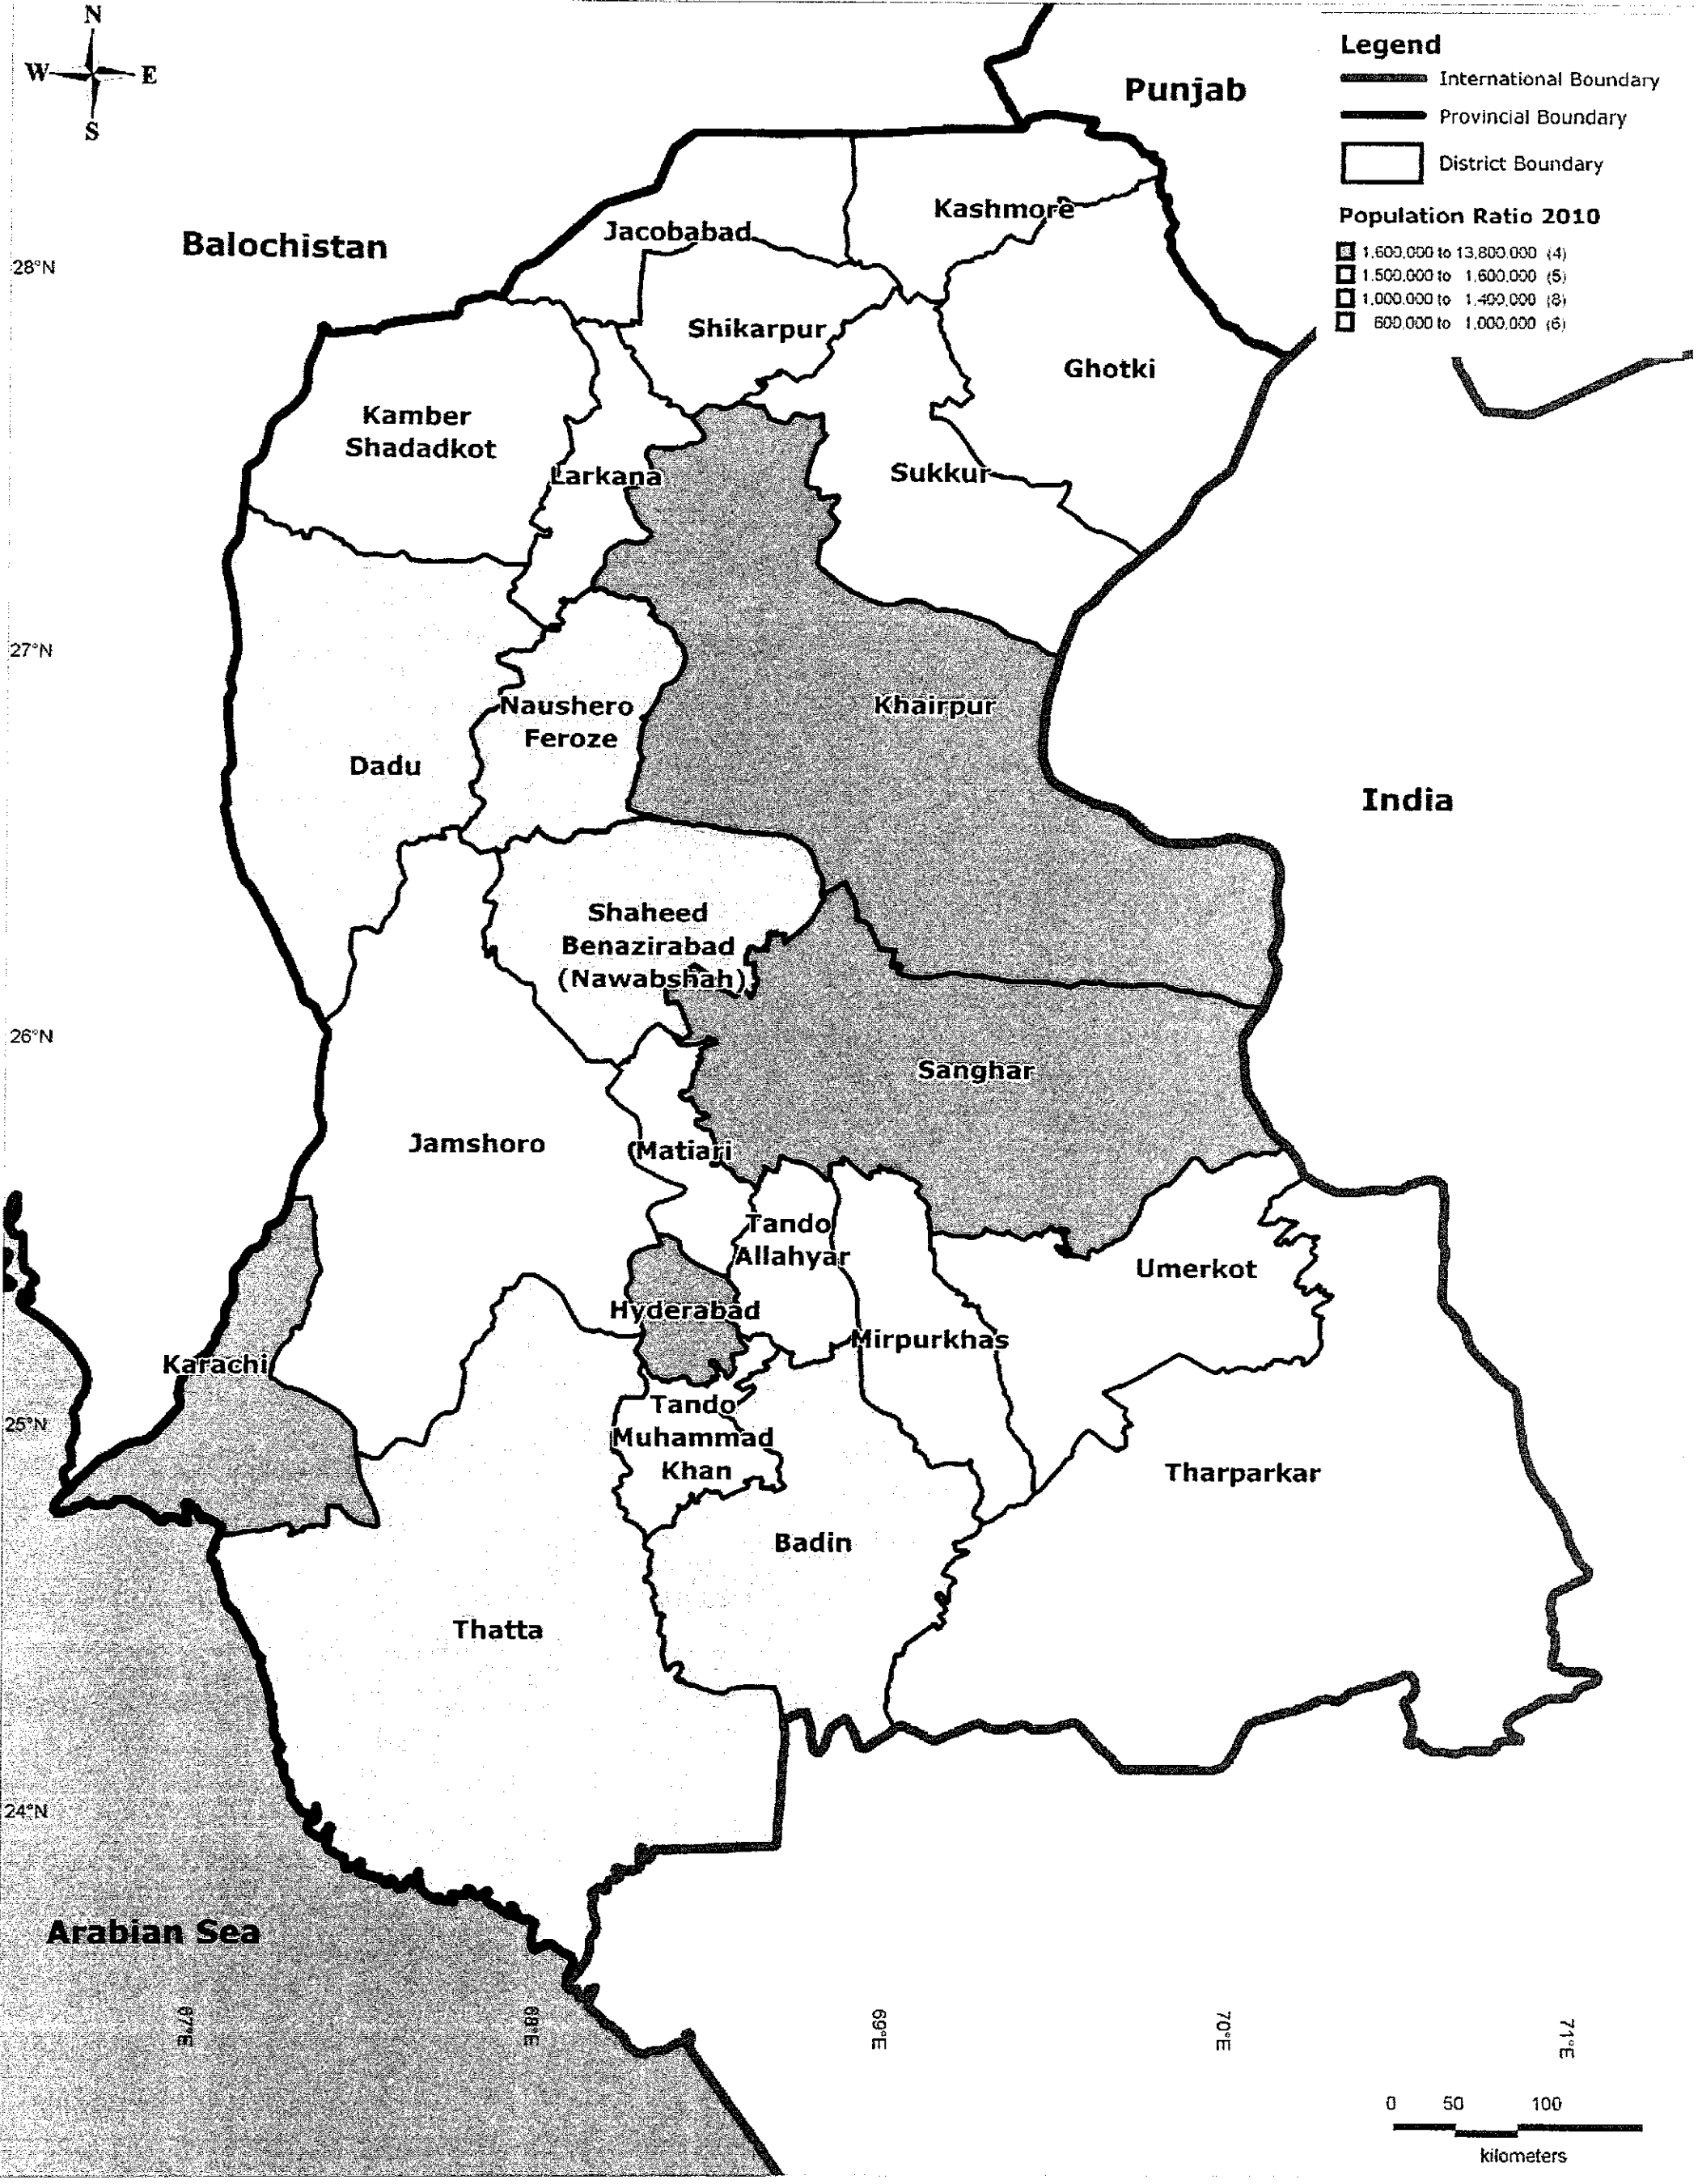 N
W E
S
Legend
International Boundary
Provincial Boundary
District Boundary
Population Ratio 2010
1,600,000 to 13,800,000 (4)
1,500,000 to 1,600,000 (5)
1,000,000 to 1,400,000 (8)
600,000 to 1,000,000 (6)
Punjab
Balochistan
28°N
Jacobabad
Kashmore
Shikarpur
Ghotki
Kamber
Shadadkot
Larkana
Sukkur
27°N
Naushero
Feroze
Khairpur
Dadu
India
Shaheed
Benazirabad
(Nawabshah)
26°N
Sanghar
Jamshoro
Matiari
Tando
Allahyar
Umerkot
Hyderabad
Mirpurkhas
Karachi
25°N
Tando
Muhammad
Khan
Tharparkar
Badin
Thatta
24°N
Arabian Sea
67°E
68°E
69°E
70°E
71°E
0 50 100
kilometers